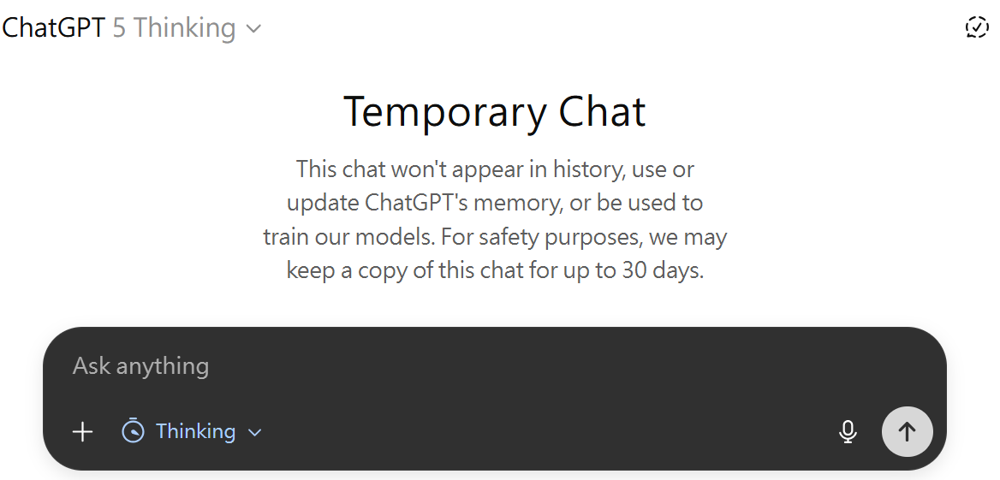 ChatGPT 5 Thinking
Temporary Chat
This chat won't appear in history, use or
update ChatGPT's memory, or be used to
train our models. For safety purposes, we may
keep a copy of this chat for up to 30 days.
Ask anything
Thinking